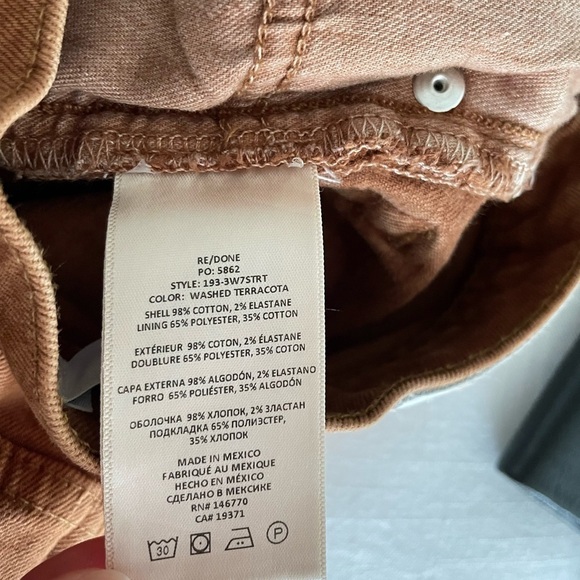 RE/DONE
PO: 5862
STYLE: 193-3W7STRT
COLOR: WASHED TERRACOTA
SHELL 98% COTTON, 2% ELASTANE
LINING 65% POLYESTER, 35% COTTON
EXTÉRIEUR 98% COTON, 2% ÉLASTANE
DOUBLURE 65% POLYESTER, 35% COTON
CAPA EXTERNA 98% ALGODÓN, 2% ELASTANO
FORRO 65% POLIÉSTER, 35% ALGODÓN
ОБОЛОЧКА 98% ХЛОПОК, 2% ЭЛАСТАН
ПОДКЛАДКА 65% ПОЛИЭСТЕР,
35% ХЛОПОК
MADE IN MEXICO
FABRIQUÉ AU MEXIQUE
HECHO EN MÉXICO
СДЕЛАНО В МЕКСИКЕ
RN# 146770
CA# 19371
30 P